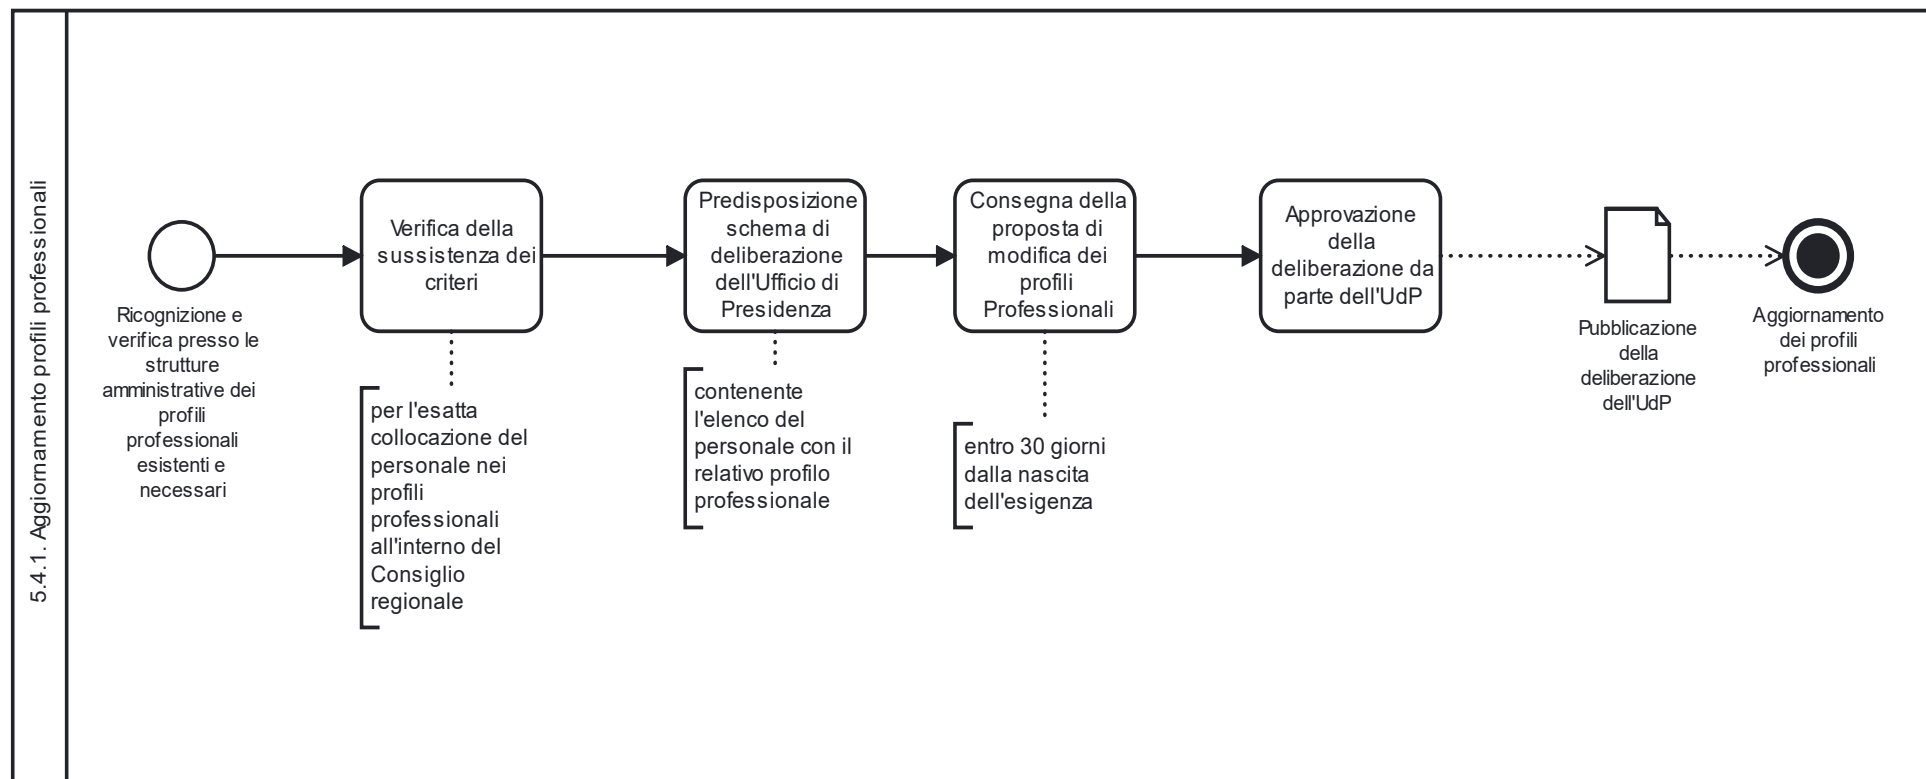 5.4.1. Aggiornamento profili professionali
Ricognizione e
verifica presso le
strutture
amministrative dei
profili
professionali
esistenti e
necessari
Verifica della
sussistenza dei
criteri
per l'esatta
collocazione del
personale nei
profili
professionali
all'interno del
Consiglio
regionale
Predisposizione
schema di
deliberazione
dell'Ufficio di
Presidenza
contenente
l'elenco del
personale con il
relativo profilo
professionale
Consegna della
proposta di
modifica dei
profili
Professionali
entro 30 giorni
dalla nascita
dell'esigenza
Approvazione
della
deliberazione da
parte dell'UdP
Pubblicazione
della
deliberazione
dell'UdP
Aggiornamento
dei profili
professionali